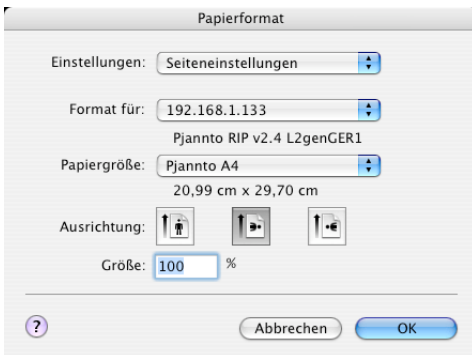 Papierformat
Einstellungen: Seiteneinstellungen
Format für: 192.168.1.133
Pjannto RIP v2.4 L2genGER1
Papiergröße: Pjannto A4
20,99 cm x 29,70 cm
Ausrichtung:
Größe: 100 %
? Abbrechen OK